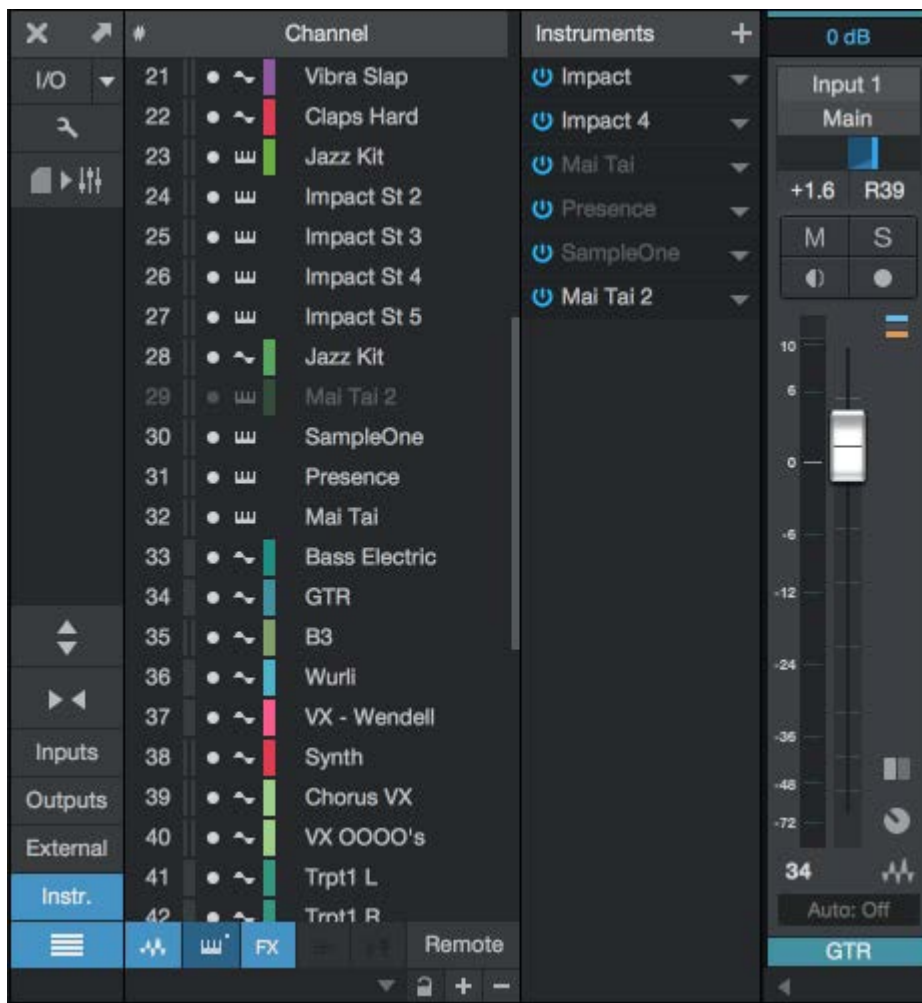 # Channel
I/O
21 Vibra Slap
22 Claps Hard
23 Jazz Kit
24 Impact St 2
25 Impact St 3
26 Impact St 4
27 Impact St 5
28 Jazz Kit
29 Mai Tai 2
30 SampleOne
31 Presence
32 Mai Tai
33 Bass Electric
34 GTR
35 B3
36 Wurli
37 VX - Wendell
38 Synth
39 Chorus VX
40 VX OOOO's
41 Trpt1 L
42 Trpt1 R
Inputs
Outputs
External
Instr.
FX
Remote
Instruments +
Impact
Impact 4
Mai Tai
Presence
SampleOne
Mai Tai 2
0 dB
Input 1
Main
+1.6 R39
M S
10
6
0
-6
-12
-24
-36
-48
-72
34
Auto: Off
GTR